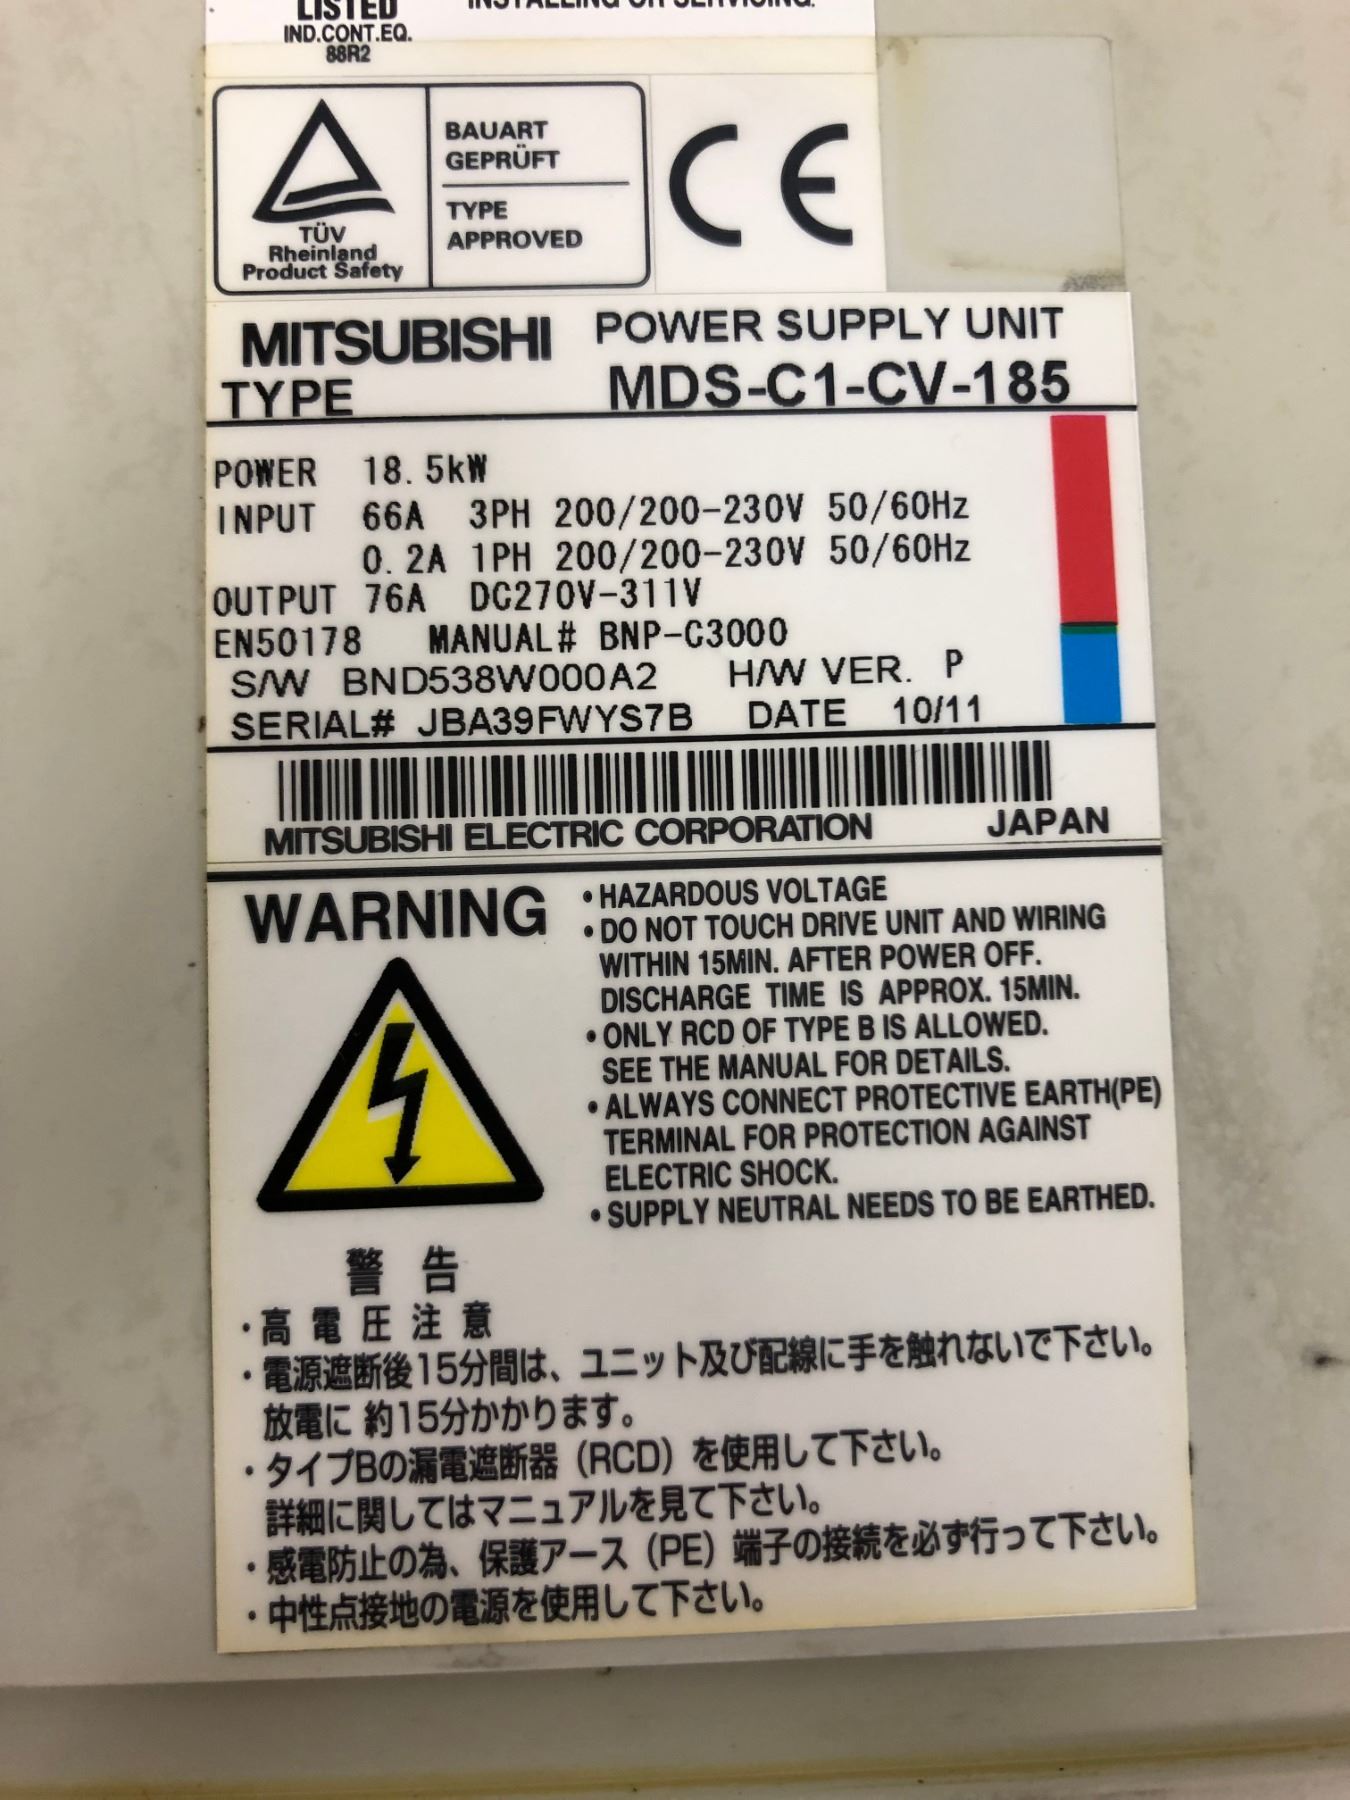 LISTED
INSTALLING OR SERVICING.
IND.CONT.EQ.
88R2
TÜV
Rheinland
Product Safety
BAUART
GEPRÜFT
TYPE
APPROVED
CE
MITSUBISHI POWER SUPPLY UNIT
TYPE MDS-C1-CV-185
POWER 18.5kW
INPUT 66A 3PH 200/200-230V 50/60Hz
0.2A 1PH 200/200-230V 50/60Hz
OUTPUT 76A DC270V-311V
EN50178 MANUAL# BNP-C3000
S/W BND538W000A2 H/W VER. P
SERIAL# JBA39FWYS7B DATE 10/11
MITSUBISHI ELECTRIC CORPORATION JAPAN
WARNING
・HAZARDOUS VOLTAGE
・DO NOT TOUCH DRIVE UNIT AND WIRING
WITHIN 15MIN. AFTER POWER OFF.
DISCHARGE TIME IS APPROX. 15MIN.
・ONLY RCD OF TYPE B IS ALLOWED.
SEE THE MANUAL FOR DETAILS.
・ALWAYS CONNECT PROTECTIVE EARTH(PE)
TERMINAL FOR PROTECTION AGAINST
ELECTRIC SHOCK.
・SUPPLY NEUTRAL NEEDS TO BE EARTHED.
警 告
・高 電 圧 注 意
・電源遮断後15分間は、ユニット及び配線に手を触れないで下さい。
放電に 約15分かかります。
・タイプBの漏電遮断器（RCD）を使用して下さい。
詳細に関してはマニュアルを見て下さい。
・感電防止の為、保護アース（PE）端子の接続を必ず行って下さい。
・中性点接地の電源を使用して下さい。